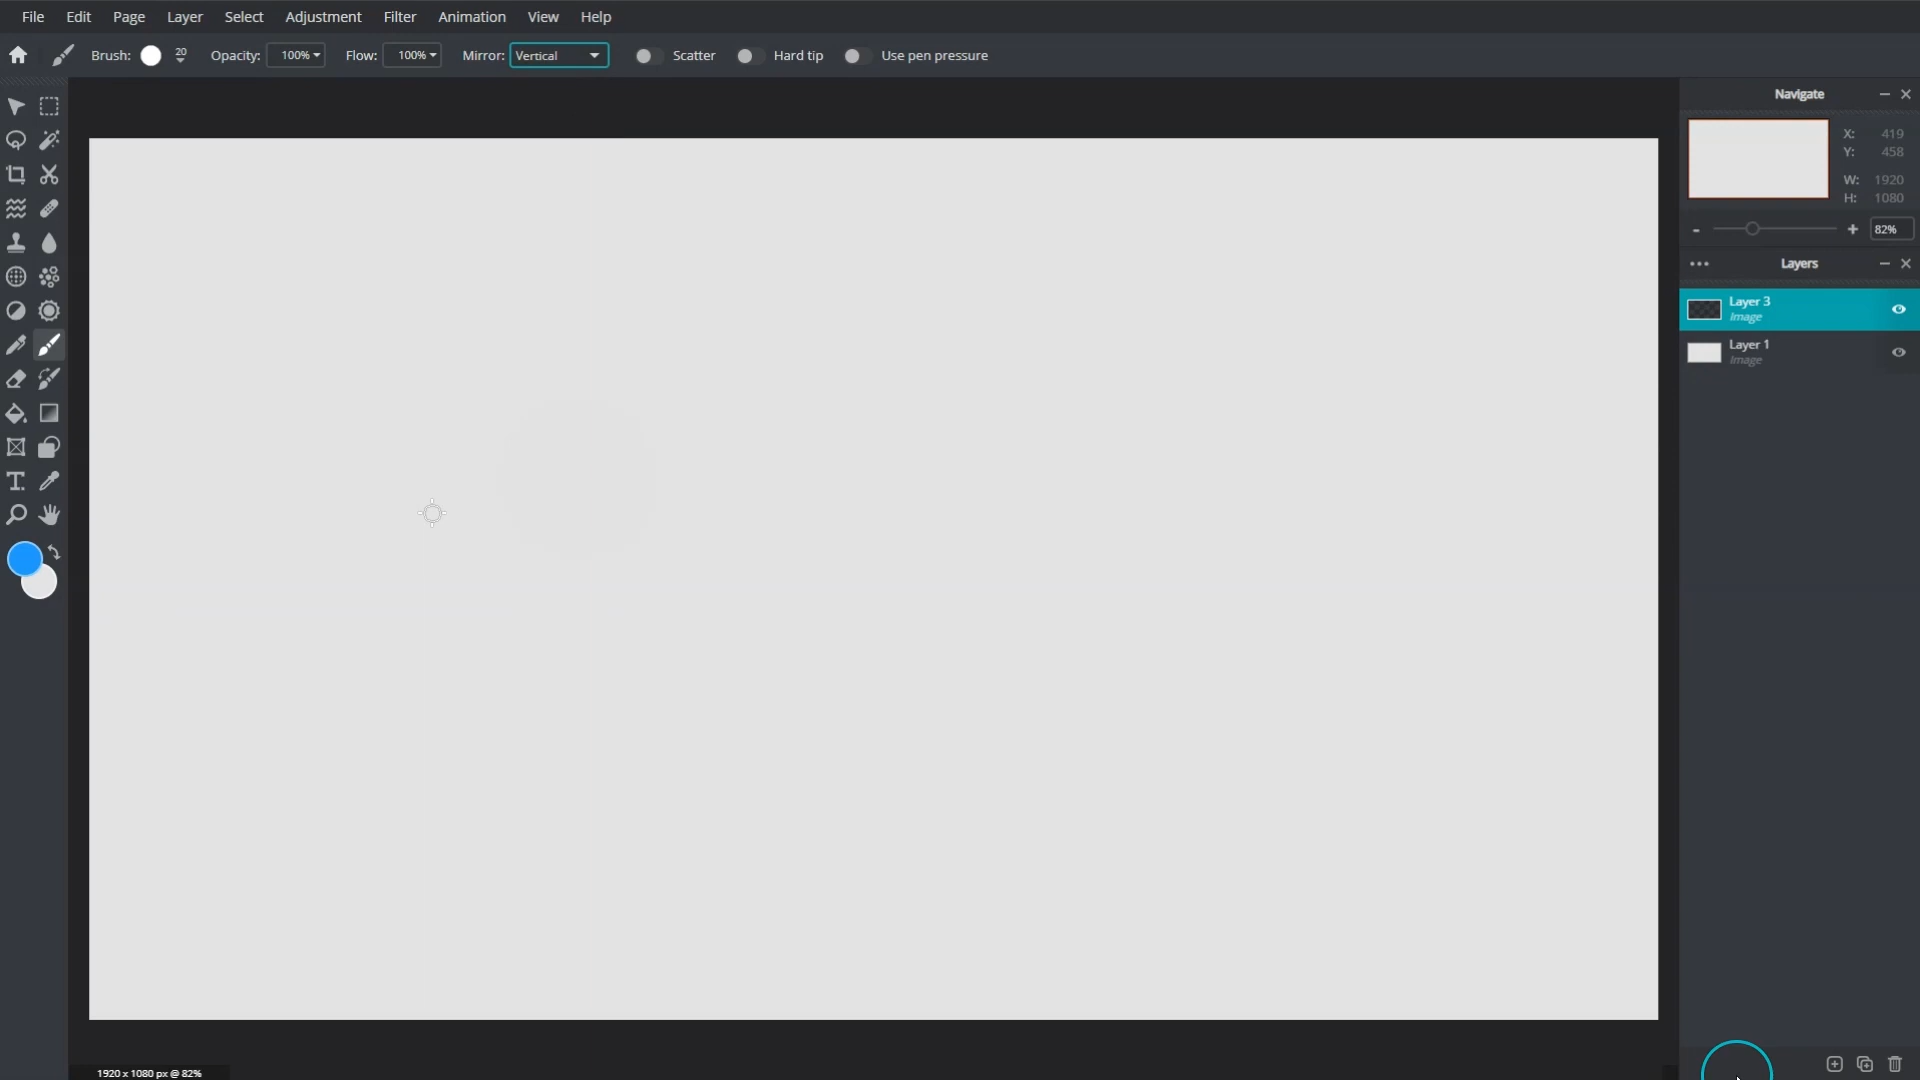 File Edit Page Layer Select Adjustment Filter Animation View Help
Brush: 20 Opacity: 100% Flow: 100% Mirror: Vertical Scatter Hard tip Use pen pressure
Navigate
X: 419
Y: 458
W: 1920
H: 1080
- + 82%
Layers
Layer 3
Image
Layer 1
Image
T
1920 x 1080 px @ 82%